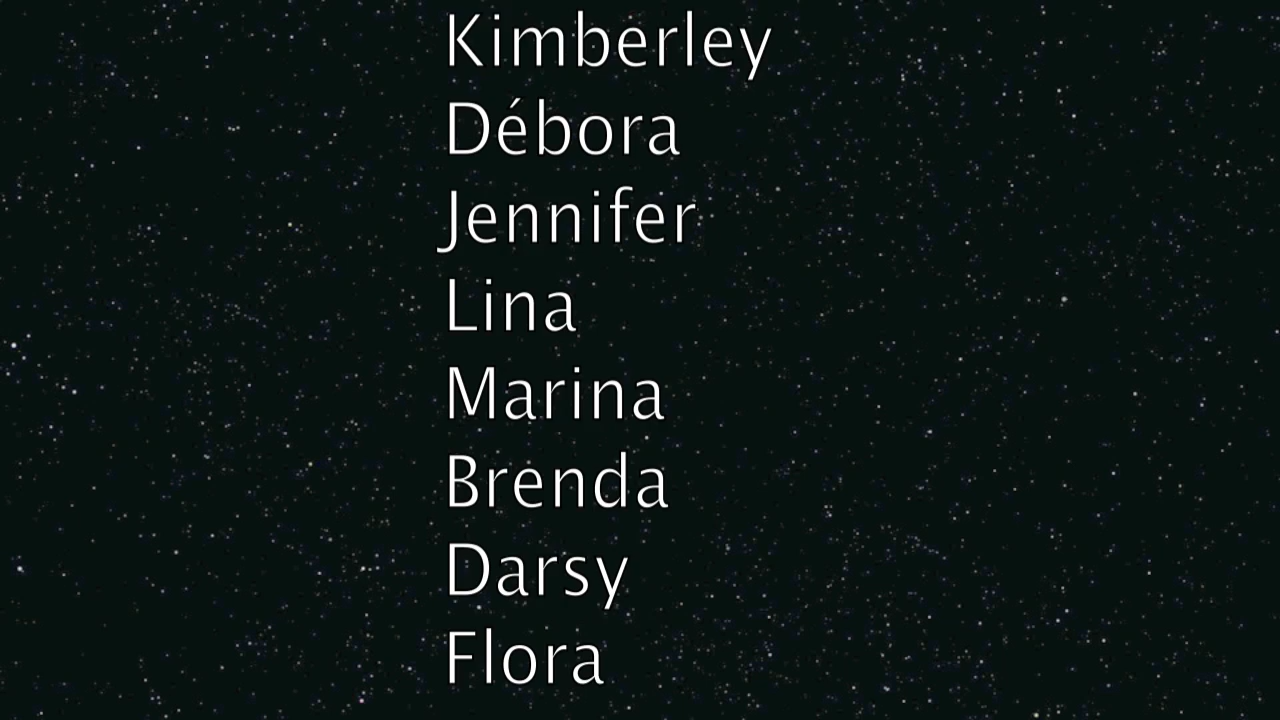 Kimberley
Débora
Jennifer
Lina
Marina
Brenda
Darsy
Flora